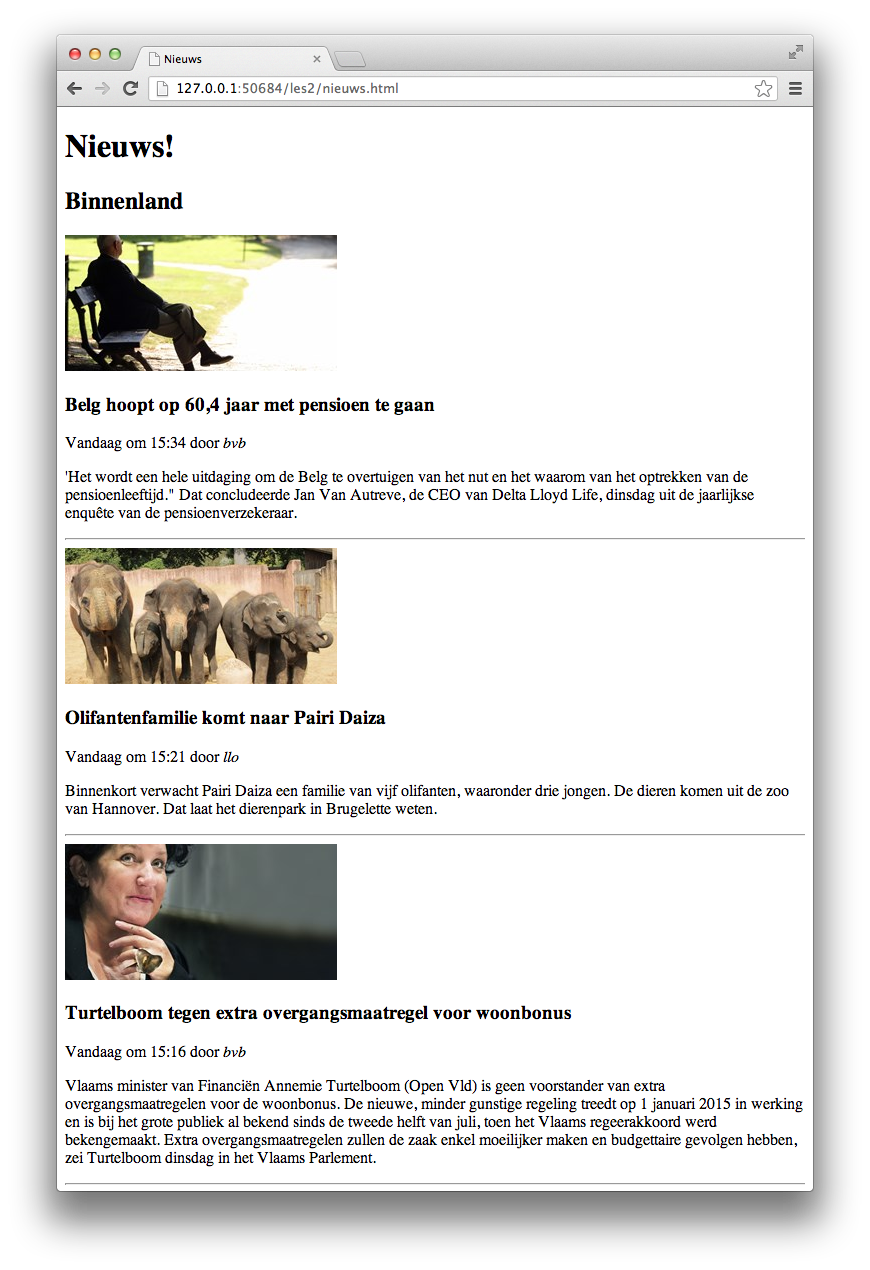 Nieuws
127.0.0.1:50684/les2/nieuws.html
Nieuws!
Binnenland
Belg hoopt op 60,4 jaar met pensioen te gaan
Vandaag om 15:34 door bvb
'Het wordt een hele uitdaging om de Belg te overtuigen van het nut en het waarom van het optrekken van de
pensioenleeftijd." Dat concludeerde Jan Van Autreve, de CEO van Delta Lloyd Life, dinsdag uit de jaarlijkse
enquête van de pensioenverzekeraar.
Olifantenfamilie komt naar Pairi Daiza
Vandaag om 15:21 door llo
Binnenkort verwacht Pairi Daiza een familie van vijf olifanten, waaronder drie jongen. De dieren komen uit de zoo
van Hannover. Dat laat het dierenpark in Brugelette weten.
Turtelboom tegen extra overgangsmaatregel voor woonbonus
Vandaag om 15:16 door bvb
Vlaams minister van Financiën Annemie Turtelboom (Open Vld) is geen voorstander van extra
overgangsmaatregelen voor de woonbonus. De nieuwe, minder gunstige regeling treedt op 1 januari 2015 in werking
en is bij het grote publiek al bekend sinds de tweede helft van juli, toen het Vlaams regeerakkoord werd
bekengemaakt. Extra overgangsmaatregelen zullen de zaak enkel moeilijker maken en budgettaire gevolgen hebben,
zei Turtelboom dinsdag in het Vlaams Parlement.